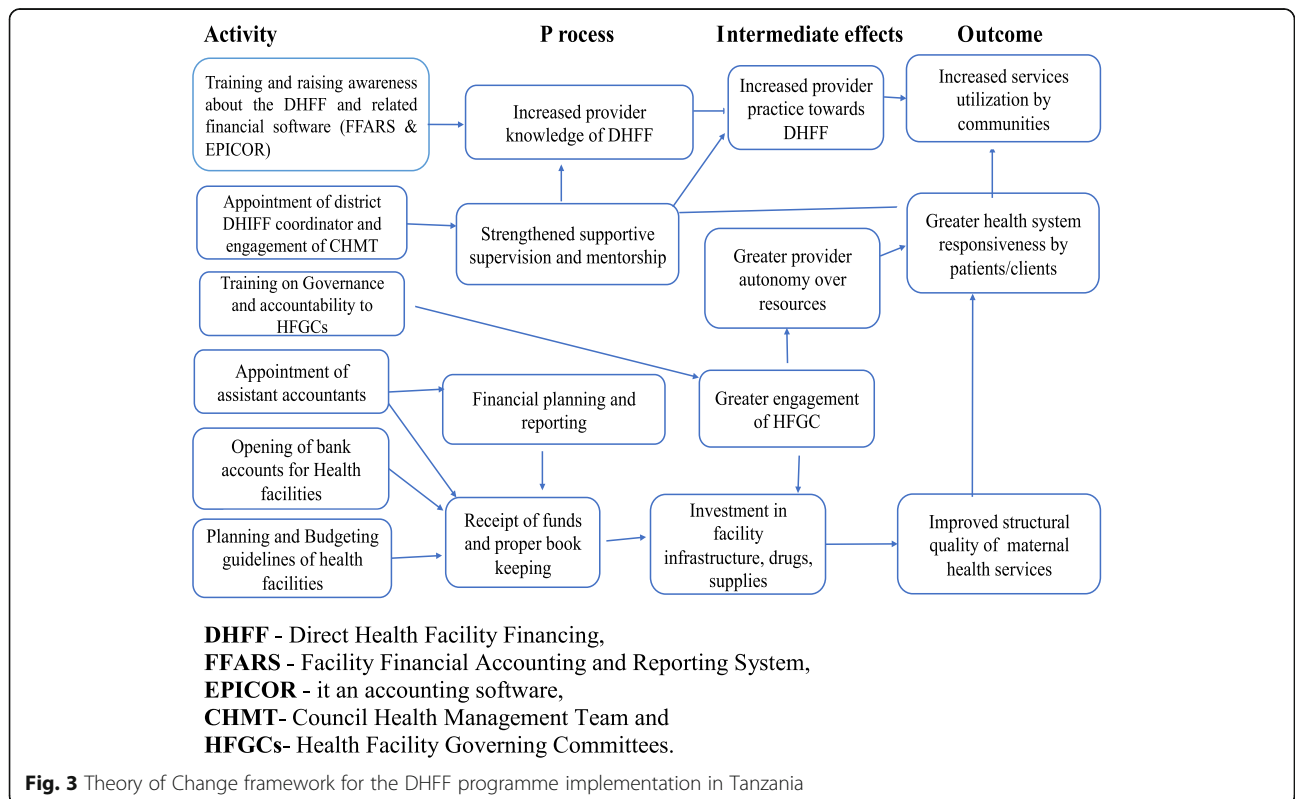 Activity
P rocess
Intermediate effects
Outcome
Training and raising awareness
about the DHFF and related
financial software (FFARS &
EPICOR)
Increased provider
knowledge of DHFF
Increased provider
practice towards
DHFF
Increased services
utilization by
communities
Appointment of district
DHIFF coordinator and
engagement of CHMT
Strengthened supportive
supervision and mentorship
Greater provider
autonomy over
resources
Greater health system
responsiveness by
patients/clients
Training on Governance
and accountability to
HFGCs
Appointment of
assistant accountants
Financial planning and
reporting
Greater engagement
of HFGC
Opening of bank
accounts for Health
facilities
Planning and Budgeting
guidelines of health
facilities
Receipt of funds
and proper book
keeping
Investment in
facility
infrastructure, drugs,
supplies
Improved structural
quality of maternal
health services
DHFF - Direct Health Facility Financing,
FFARS - Facility Financial Accounting and Reporting System,
EPICOR - it an accounting software,
CHMT- Council Health Management Team and
HFGCs- Health Facility Governing Committees.
Fig. 3 Theory of Change framework for the DHFF programme implementation in Tanzania